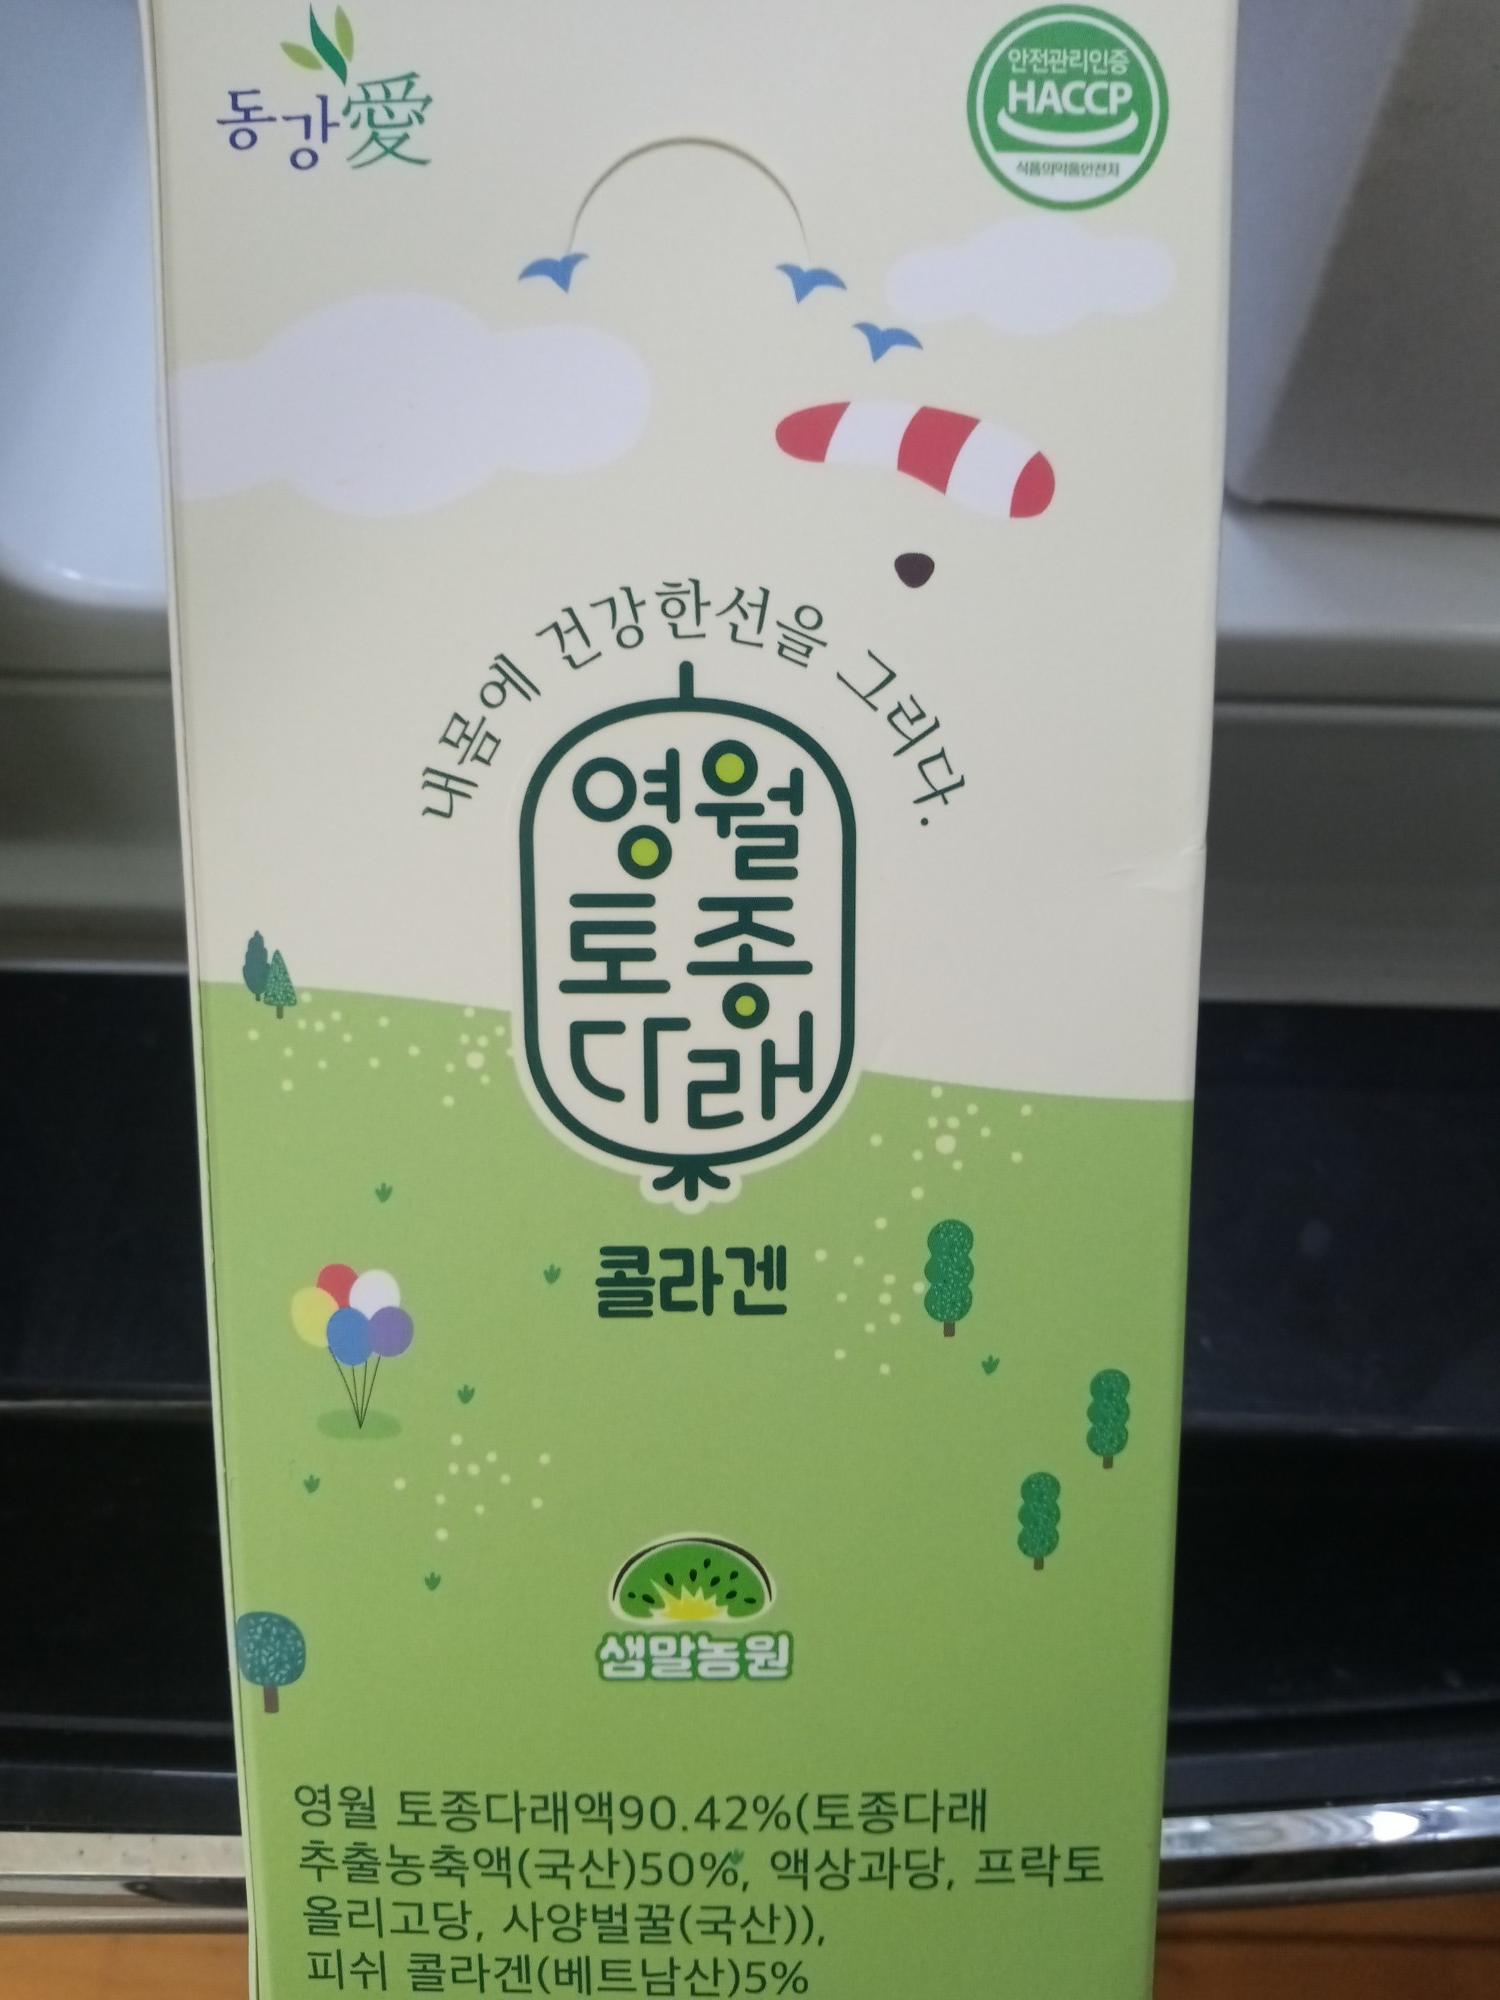 동강愛
안전관리인증
HACCP
식품의약품안전처
내몸에 건강한선을 그리다.
영월
토종
다래
콜라겐
샘말농원
영월 토종다래액90.42%(토종다래
추출농축액(국산)50%, 액상과당, 프락토
올리고당, 사양벌꿀(국산)),
피쉬 콜라겐(베트남산)5%